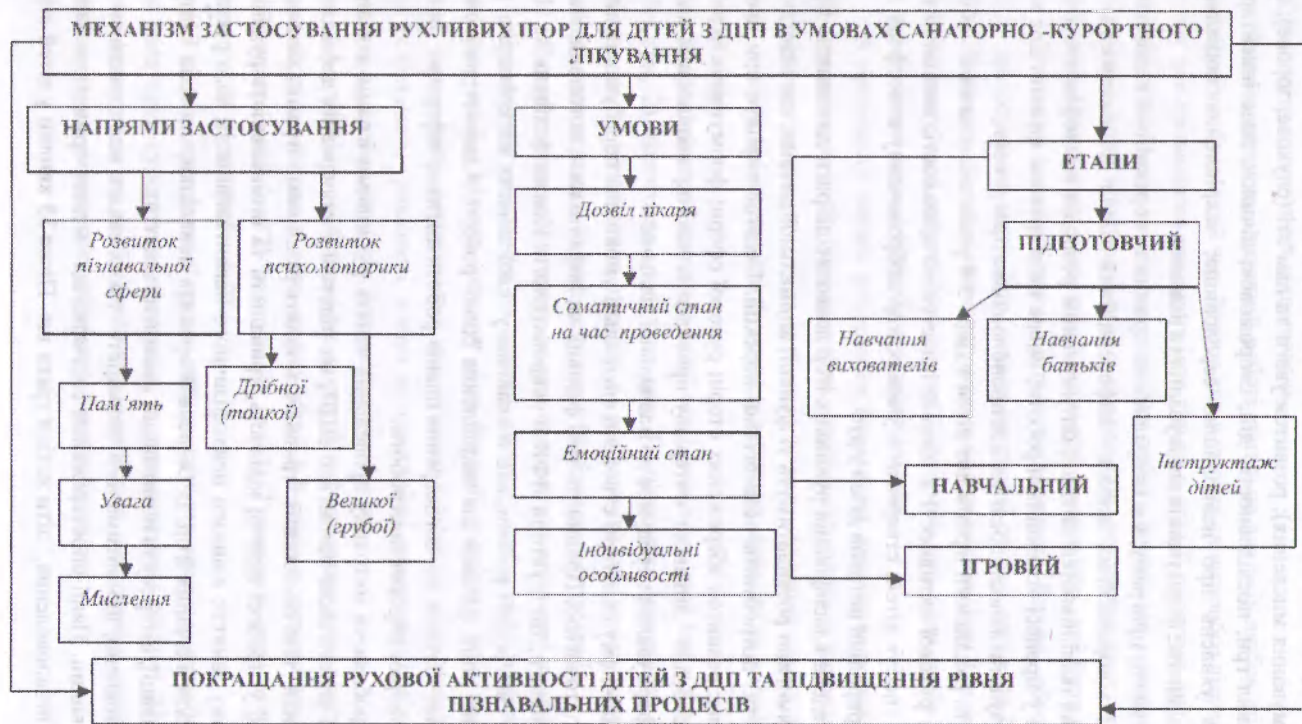 МЕХАНІЗМ ЗАСТОСУВАННЯ РУХЛИВИХ ІГОР ДЛЯ ДІТЕЙ З ДЦП В УМОВАХ САНАТОРНО -КУРОРТНОГО
ЛІКУВАННЯ
НАПРЯМИ ЗАСТОСУВАННЯ
Розвиток
пізнавальної
сфери
Розвиток
психомоторики
Пам’ять
Увага
Мислення
Дрібної
(тонкої)
Великої
(грубої)
УМОВИ
Дозвіл лікаря
Соматичний стан
на час проведення
Емоційний стан
Індивідуальні
особливості
ЕТАПИ
ПІДГОТОВЧИЙ
Навчання
вихователів
Навчання
батьків
Інструктаж
дітей
НАВЧАЛЬНИЙ
ІГРОВИЙ
ПОКРАЩАННЯ РУХОВОЇ АКТИВНОСТІ ДІТЕЙ З ДЦП ТА ПІДВИЩЕННЯ РІВНЯ
ПІЗНАВАЛЬНИХ ПРОЦЕСІВ